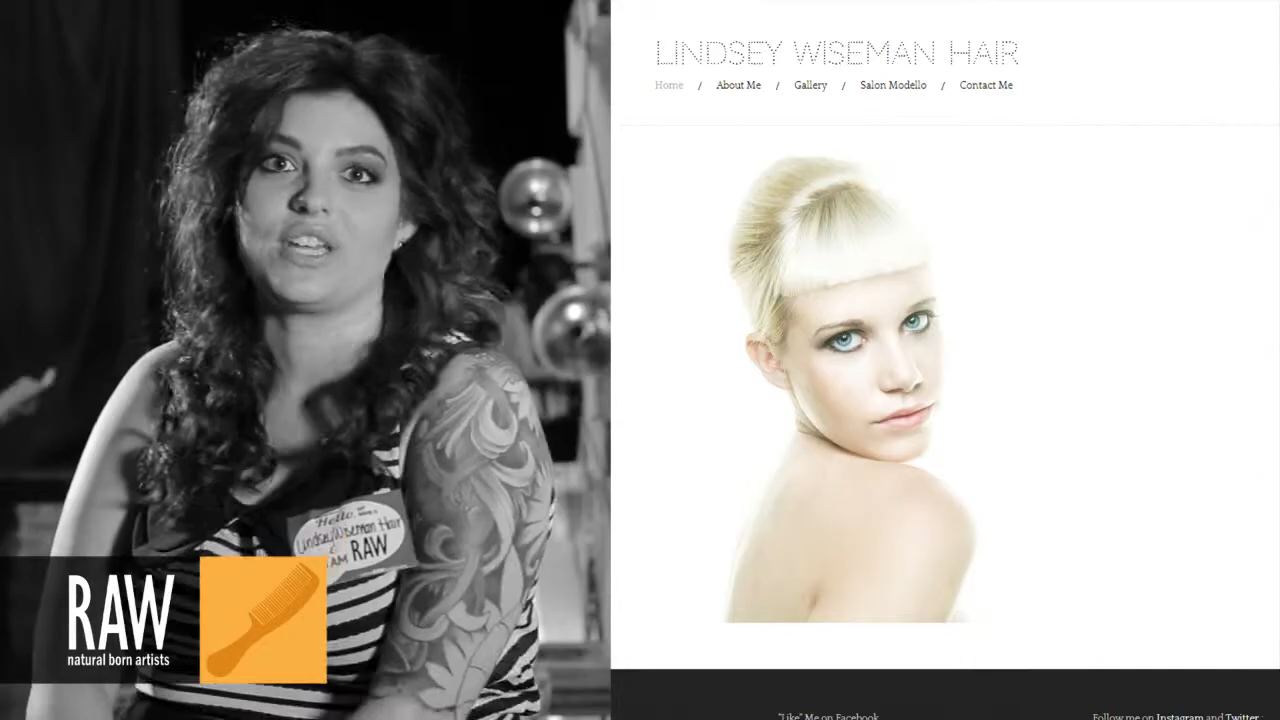 Hello,
LindseyWiseman Hair
I AM RAW
RAW
natural born artists
LINDSEY WISEMAN HAIR
Home / About Me / Gallery / Salon Modello / Contact Me
"Like" Me on Facebook
Follow me on Instagram and Twitter